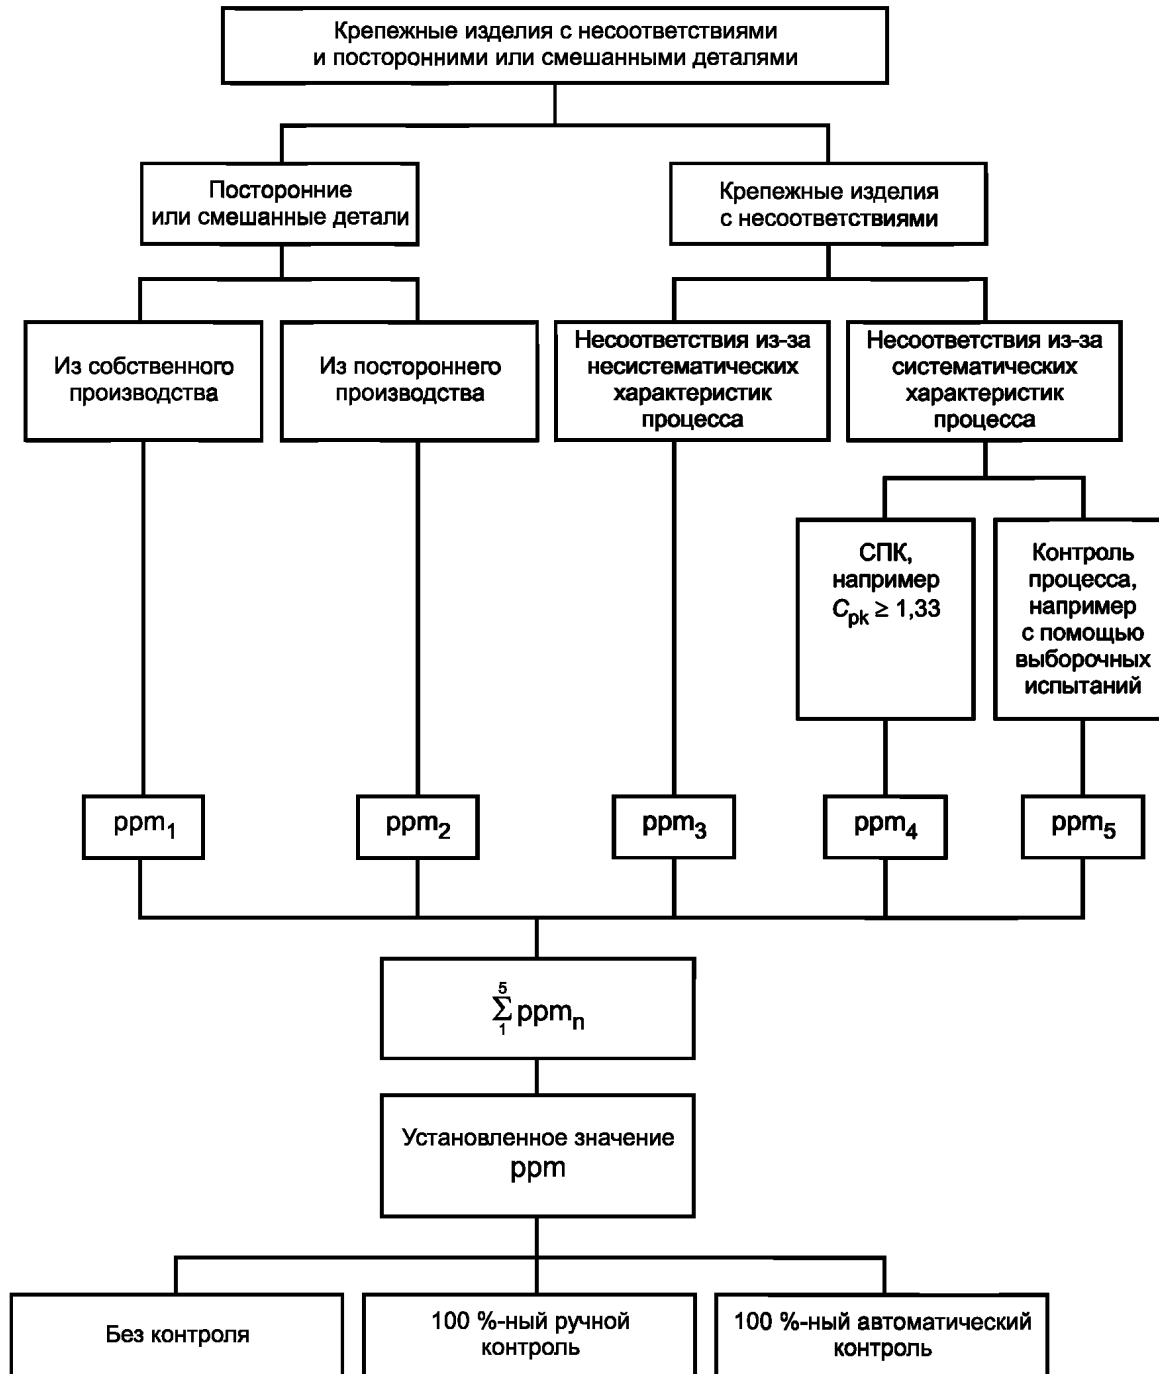 Крепежные изделия с несоответствиями
и посторонними или смешанными деталями
Посторонние
или смешанные детали
Крепежные изделия
с несоответствиями
Из собственного
производства
Из постороннего
производства
Несоответствия из-за
несистематических
характеристик
процесса
Несоответствия из-за
систематических
характеристик
процесса
СПК,
например
Cpk ≥ 1,33
Контроль
процесса,
например
с помощью
выборочных
испытаний
ppm1
ppm2
ppm3
ppm4
ppm5
5
Σ ppmn
1
Установленное значение
ppm
Без контроля
100 %-ный ручной
контроль
100 %-ный автоматический
контроль